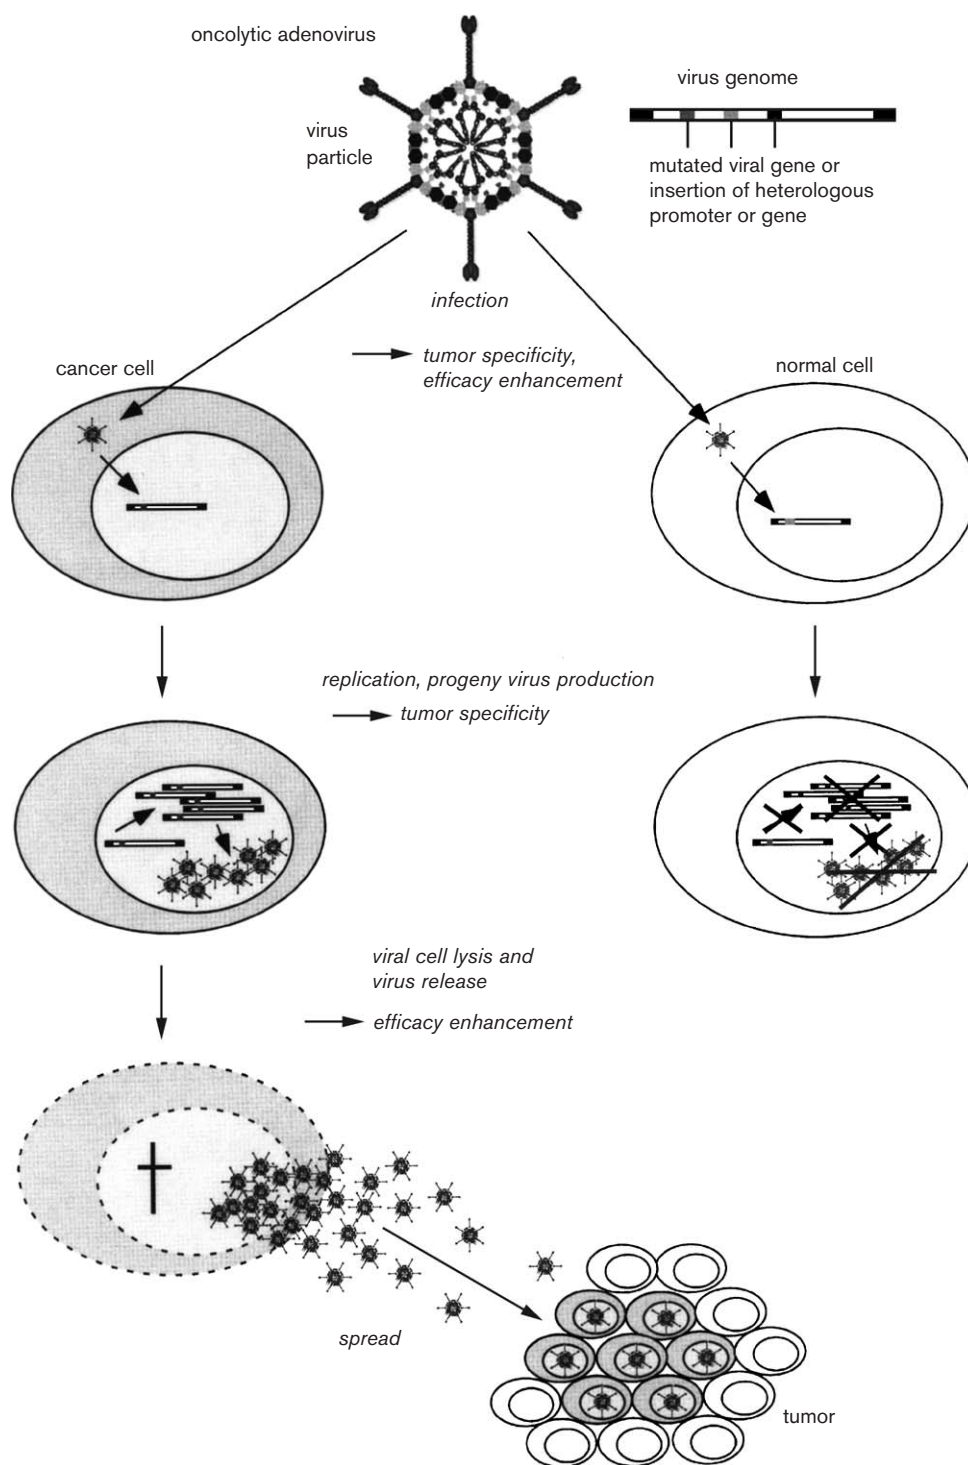 oncolytic adenovirus
virus genome
virus
particle
mutated viral gene or
insertion of heterologous
promoter or gene
infection
tumor specificity,
efficacy enhancement
cancer cell
normal cell
replication, progeny virus production
tumor specificity
viral cell lysis and
virus release
efficacy enhancement
spread
tumor